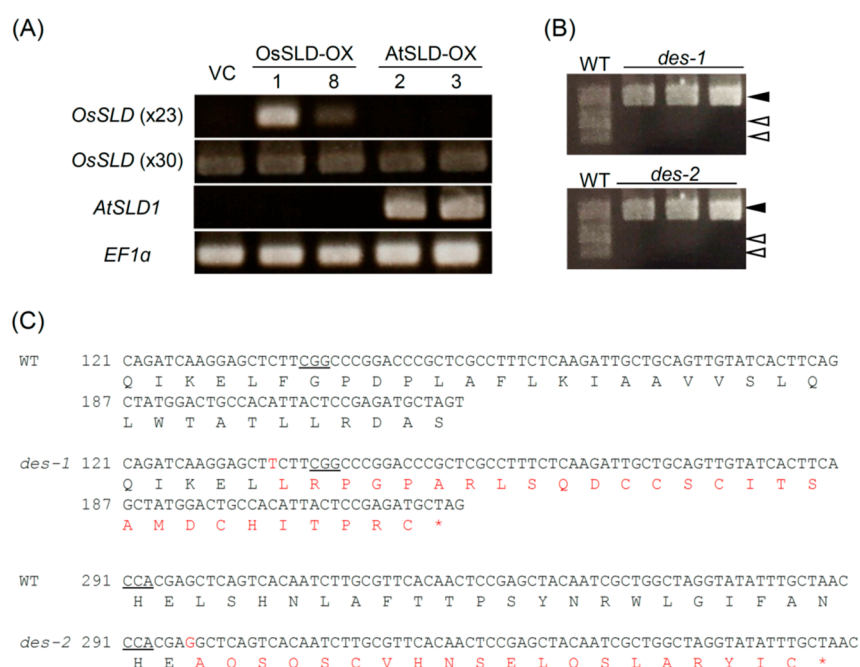 (A)
OsSLD-OX AtSLD-OX
VC 1 8 2 3
OsSLD (x23)
OsSLD (x30)
AtSLD1
EF1α
(B)
WT des-1
WT des-2
(C)
WT 121 CAGATCAAGGAGCTCTTCGGCCCGGACCCGCTCGCCTTTCTCAAGATTGCTGCAGTTGTATCACTTCAG
Q I K E L F G P D P L A F L K I A A V V S L Q
187 CTATGGACTGCCACATTACTCCGAGATGCTAGT
L W T A T L L R D A S
des-1 121 CAGATCAAGGAGCTTCTTCGGCCCGGACCCGCTCGCCTTTCTCAAGATTGCTGCAGTTGTATCACTTCA
Q I K E L L R P G P A R L S Q D C C S C I T S
187 GCTATGGACTGCCACATTACTCCGAGATGCTAG
A M D C H I T P R C *
WT 291 CCACGAGCTCAGTCACAATCTTGCGTTCACAACTCCGAGCTACAATCGCTGGCTAGGTATATTTGCTAAC
H E L S H N L A F T T P S Y N R W L G I F A N
des-2 291 CCACGAGGCTCAGTCACAATCTTGCGTTCACAACTCCGAGCTACAATCGCTGGCTAGGTATATTTGCTAAC
H E A Q S Q S C V H N S E L Q S L A R Y I C *